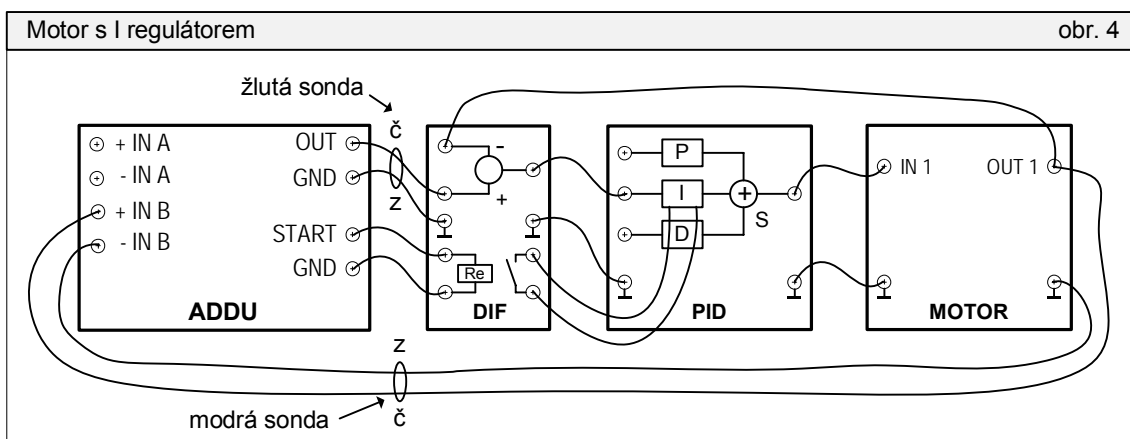 Motor s I regulátorem obr. 4
žlutá sonda
č
z
+ IN A
- IN A
+ IN B
- IN B
OUT
GND
START
GND
ADDU
-
+
Re
DIF
P
I
D
+
S
PID
IN 1 OUT 1
MOTOR
z
č
modrá sonda